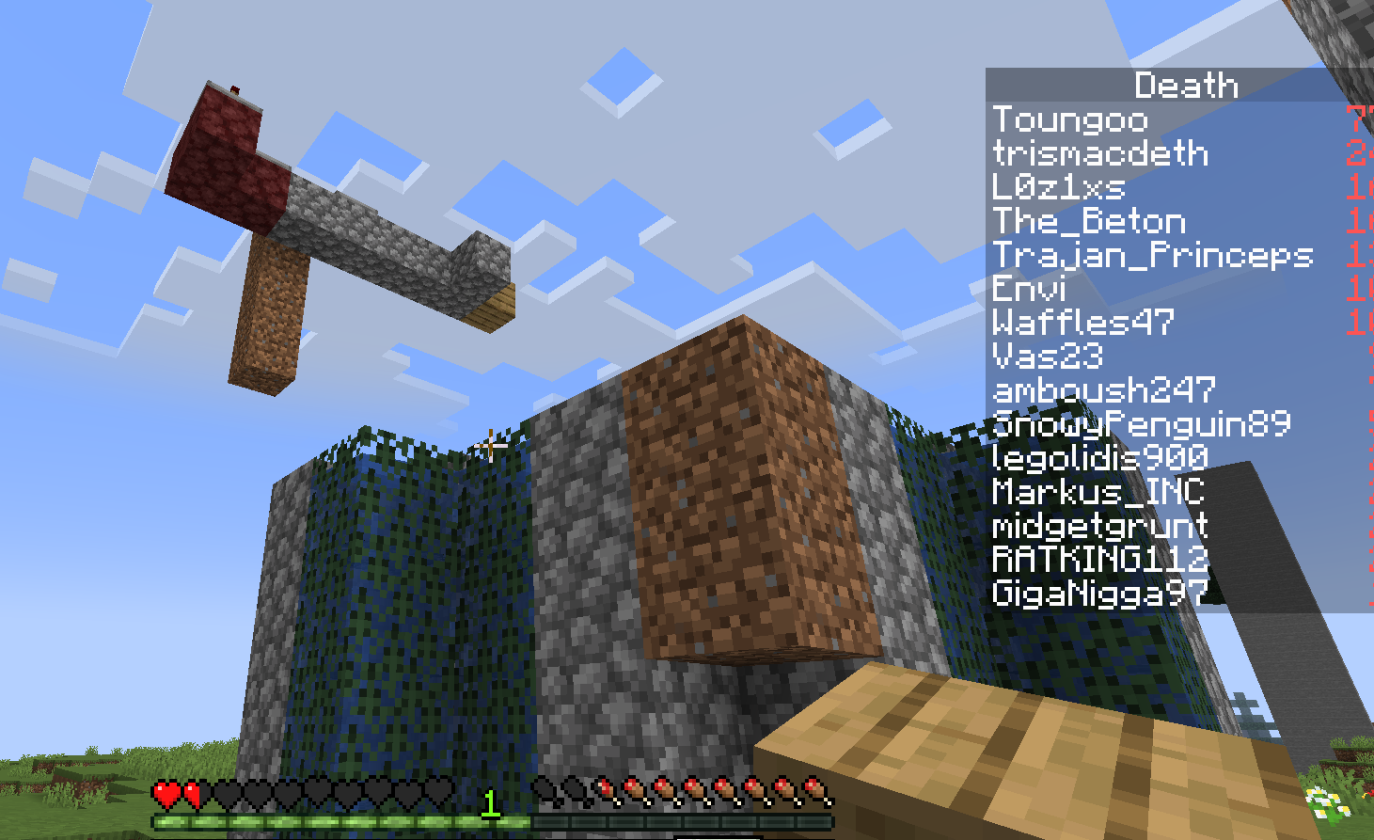 Death
Toungoo
trismacdeth
L0z1xs
The_Beton
Trajan_Princeps
Envi
Waffles47
Vas23
amboush247
SnowyPenguin89
legolidis900
Markus_INC
midgetgrunt
RATKING112
GigaNigga97
1